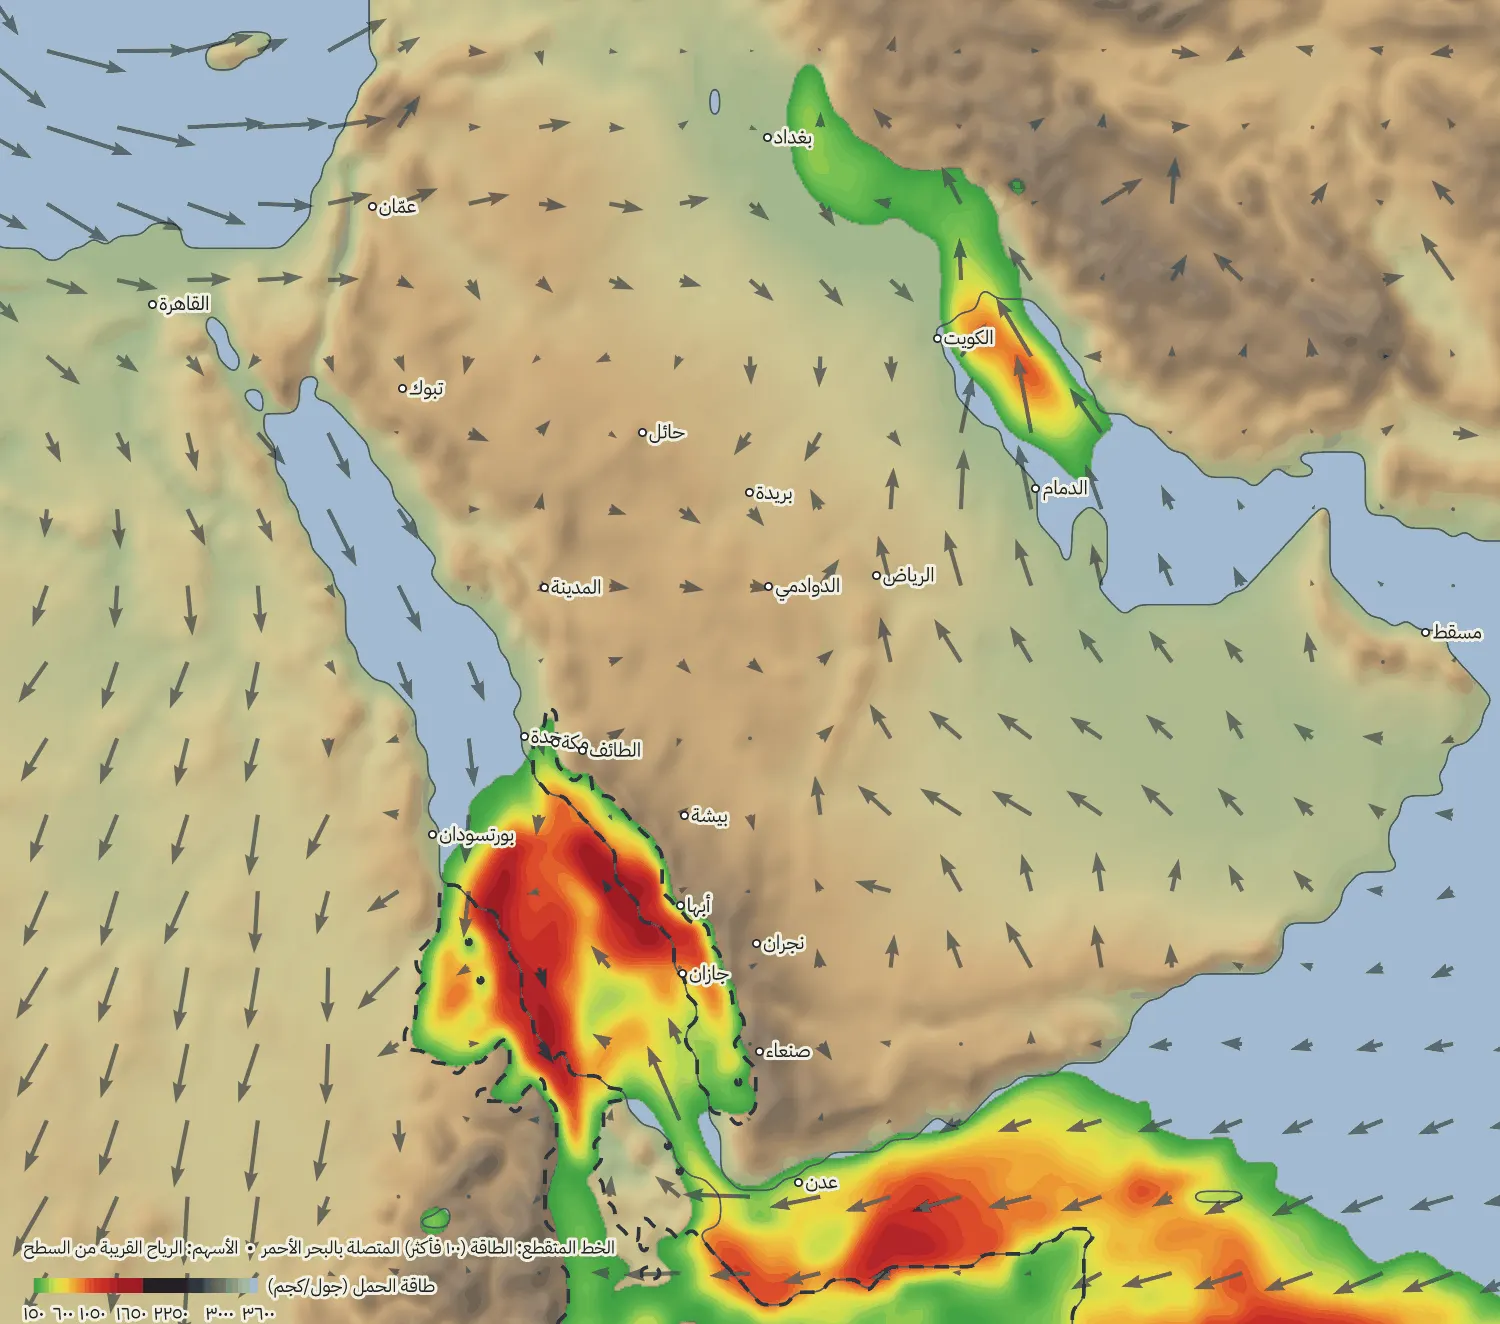 بغداد
عمّان
القاهرة
الكويت
تبوك
حائل
الدمام
بريدة
الرياض
المدينة
الدوادمي
مسقط
جدة
مكة
الطائف
بيشة
بورتسودان
أبها
نجران
جازان
صنعاء
عدن
الخط المتقطع: الطاقة (١٠٠ فأكثر) المتصلة بالبحر الأحمر • الأسهم: الرياح القريبة من السطح
طاقة الحمل (جول/كجم)
١٥٠ ٦٠٠ ١٠٥٠ ١٦٥٠ ٢٢٥٠ ٣٠٠٠ ٣٦٠٠